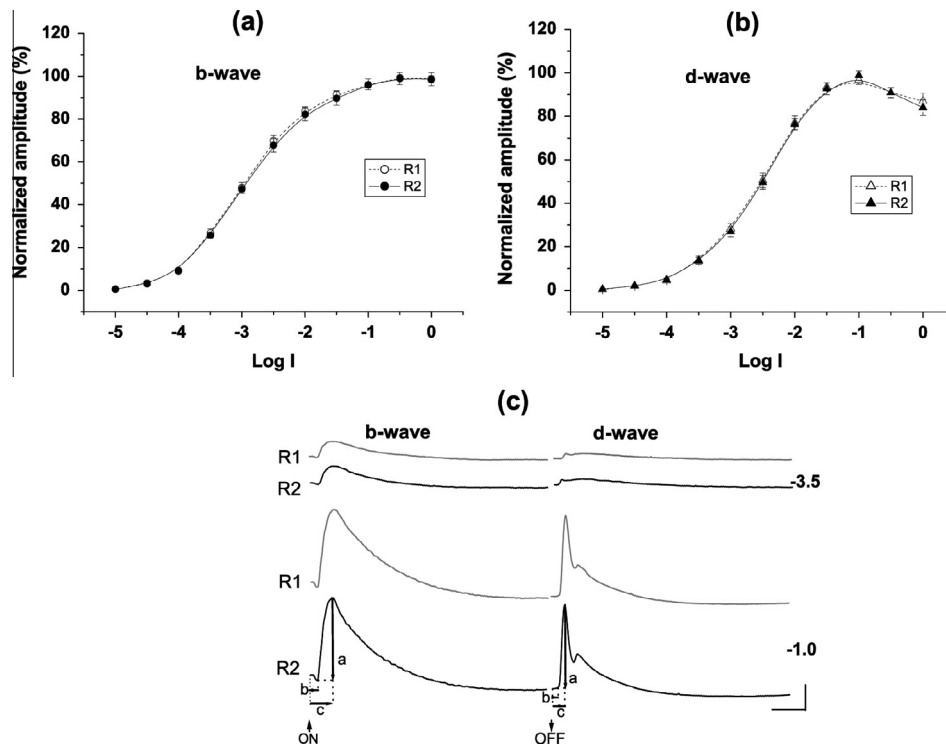 (a)
Normalized amplitude (%)
120
100
80
60
40
20
0
b-wave
R1
R2
-5
-4
-3
-2
-1
0
Log I
(b)
Normalized amplitude (%)
120
100
80
60
40
20
0
d-wave
R1
R2
-5
-4
-3
-2
-1
0
Log I
(c)
b-wave
d-wave
R1
R2
-3.5
R1
R2
-1.0
a
b
c
ON
a
b
c
OFF